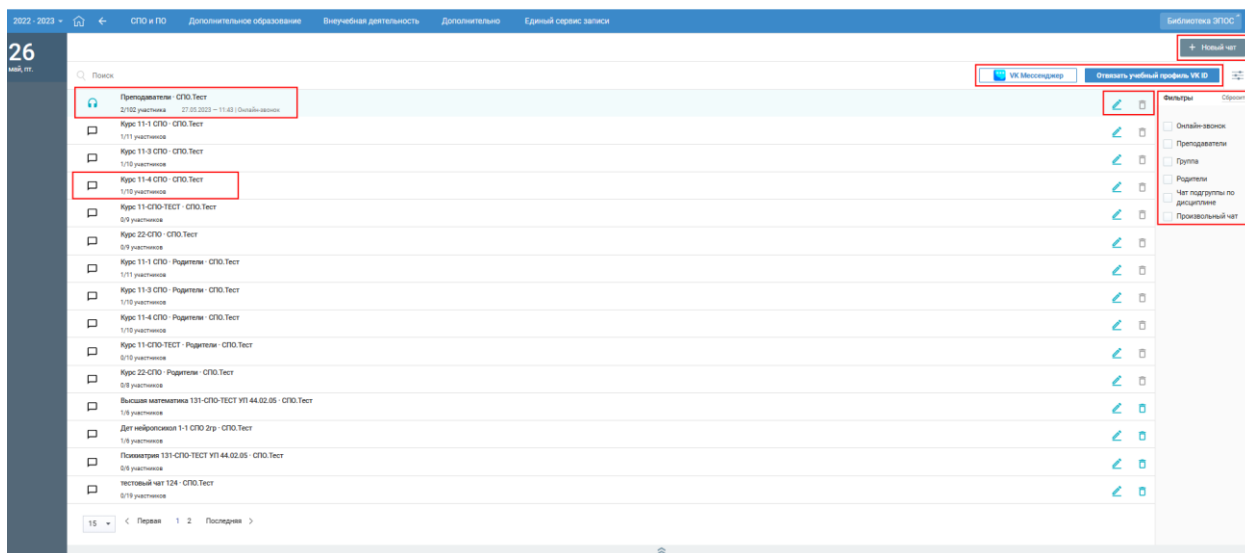 2022 - 2023 СПО и ПО Дополнительное образование Внеучебная деятельность Дополнительно Единый сервис записи Библиотека ЭПОС
26
май, пт.
+ Новый чат
Поиск
VK Мессенджер Отвязать учебный профиль VK ID
Преподаватели - СПО.Тест
2/102 участника 27.05.2023 — 11:43 | Онлайн-звонок
Фильтры Сбросит
Курс 11-1 СПО - СПО.Тест
1/11 участников
Онлайн-звонок
Преподаватели
Курс 11-3 СПО - СПО.Тест
1/10 участников
Группа
Курс 11-4 СПО - СПО.Тест
1/10 участников
Родители
Чат подгруппы по
дисциплине
Курс 11-СПО-ТЕСТ - СПО.Тест
0/9 участников
Произвольный чат
Курс 22-СПО - СПО.Тест
0/9 участников
Курс 11-1 СПО - Родители - СПО.Тест
1/11 участников
Курс 11-3 СПО - Родители - СПО.Тест
1/10 участников
Курс 11-4 СПО - Родители - СПО.Тест
1/10 участников
Курс 11-СПО-ТЕСТ - Родители - СПО.Тест
0/10 участников
Курс 22-СПО - Родители - СПО.Тест
0/8 участников
Высшая математика 131-СПО-ТЕСТ УП 44.02.05 - СПО.Тест
1/6 участников
Дет нейропсихол 1-1 СПО 2гр - СПО.Тест
1/6 участников
Психиатрия 131-СПО-ТЕСТ УП 44.02.05 - СПО.Тест
0/6 участников
тестовый чат 124 - СПО.Тест
0/19 участников
15 < Первая 1 2 Последняя >